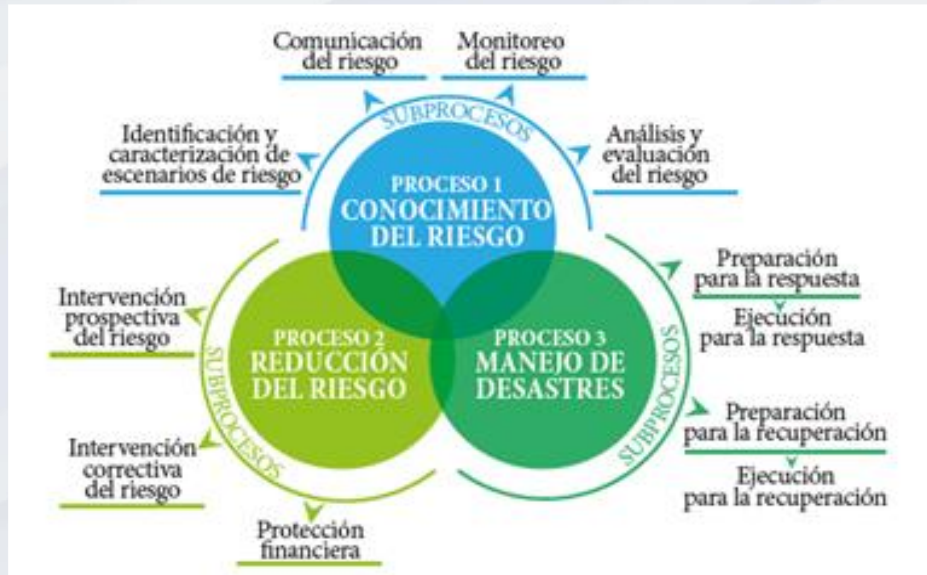 Comunicación
del riesgo
Monitoreo
del riesgo
SUBPROCESOS
Identificación y
caracterización de
escenarios de riesgo
Análisis y
evaluación
del riesgo
PROCESO 1
CONOCIMIENTO
DEL RIESGO
Intervención
prospectiva
del riesgo
SUBPROCESOS
Intervención
correctiva
del riesgo
Protección
financiera
PROCESO 2
REDUCCIÓN
DEL RIESGO
PROCESO 3
MANEJO DE
DESASTRES
SUBPROCESOS
Preparación
para la respuesta
Ejecución
para la respuesta
Preparación
para la recuperación
Ejecución
para la recuperación